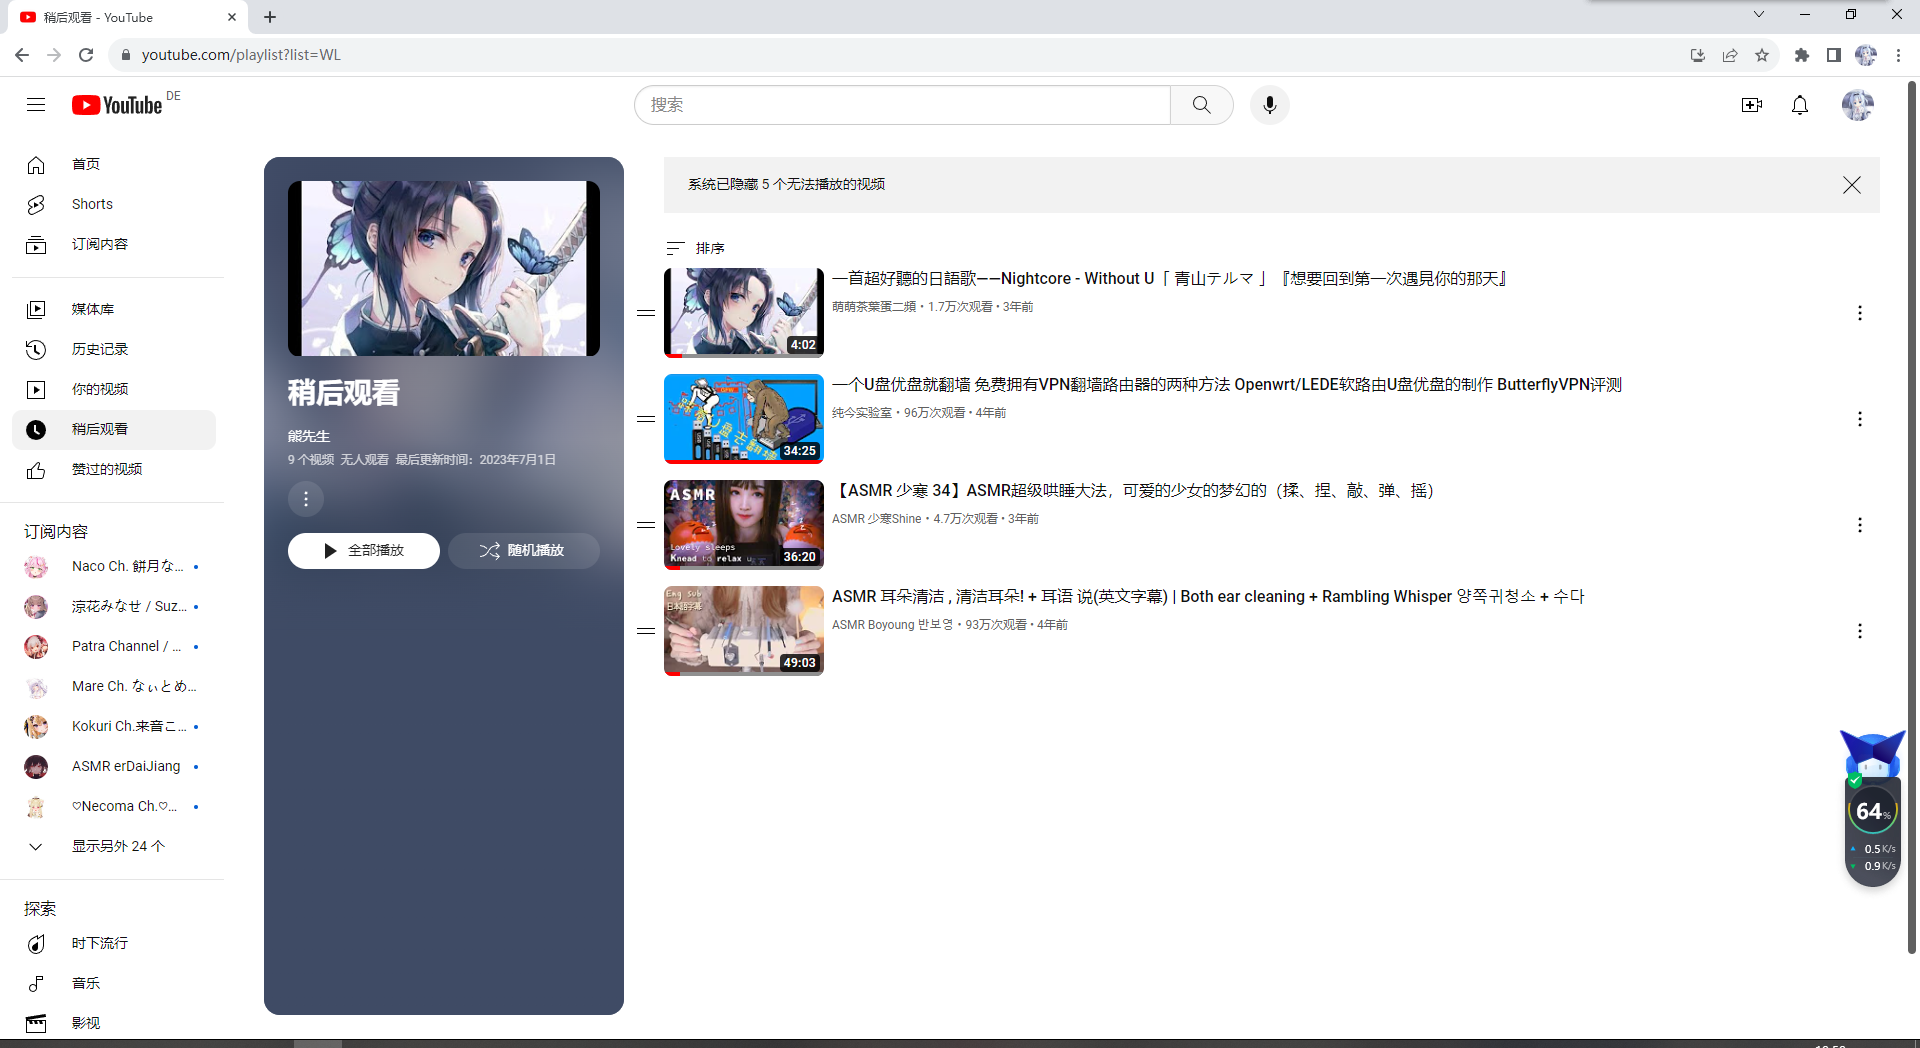 稍后观看 - YouTube
youtube.com/playlist?list=WL
YouTube DE
搜索
首页
Shorts
订阅内容
媒体库
历史记录
你的视频
稍后观看
赞过的视频
订阅内容
Naco Ch. 餅月な...
涼花みなせ / Suz...
Patra Channel / ...
Mare Ch. なぃとめ...
Kokuri Ch.来音こ...
ASMR erDaiJiang
♡Necoma Ch.♡...
显示另外 24 个
探索
时下流行
音乐
影视
稍后观看
熊先生
9 个视频 无人观看 最后更新时间：2023年7月1日
全部播放
随机播放
系统已隐藏 5 个无法播放的视频
排序
4:02
一首超好聽的日語歌——Nightcore - Without U「 青山テルマ 」『想要回到第一次遇見你的那天』
萌萌茶葉蛋二頻 • 1.7万次观看 • 3年前
34:25
一个U盘优盘就翻墙 免费拥有VPN翻墙路由器的两种方法 Openwrt/LEDE软路由U盘优盘的制作 ButterflyVPN评测
纯今实验室 • 96万次观看 • 4年前
ASMR
Lovely sleeps
Knead to relax u
36:20
【ASMR 少寒 34】ASMR超级哄睡大法，可爱的少女的梦幻的（揉、捏、敲、弹、摇）
ASMR 少寒Shine • 4.7万次观看 • 3年前
Eng Sub
日本語字幕
49:03
ASMR 耳朵清洁 , 清洁耳朵! + 耳语 说(英文字幕) | Both ear cleaning + Rambling Whisper 양쪽귀청소 + 수다
ASMR Boyoung 반보영 • 93万次观看 • 4年前
64%
0.5K/s
0.9K/s